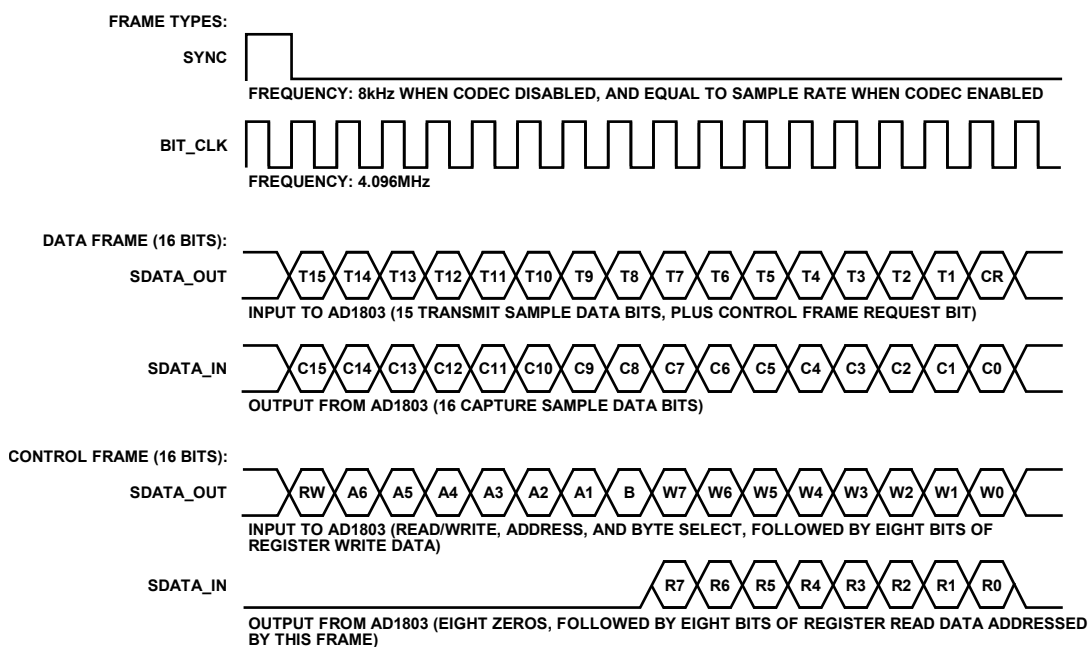 FRAME TYPES:
SYNC
FREQUENCY: 8kHz WHEN CODEC DISABLED, AND EQUAL TO SAMPLE RATE WHEN CODEC ENABLED
BIT_CLK
FREQUENCY: 4.096MHz
DATA FRAME (16 BITS):
SDATA_OUT T15 T14 T13 T12 T11 T10 T9 T8 T7 T6 T5 T4 T3 T2 T1 CR
INPUT TO AD1803 (15 TRANSMIT SAMPLE DATA BITS, PLUS CONTROL FRAME REQUEST BIT)
SDATA_IN C15 C14 C13 C12 C11 C10 C9 C8 C7 C6 C5 C4 C3 C2 C1 C0
OUTPUT FROM AD1803 (16 CAPTURE SAMPLE DATA BITS)
CONTROL FRAME (16 BITS):
SDATA_OUT RW A6 A5 A4 A3 A2 A1 B W7 W6 W5 W4 W3 W2 W1 W0
INPUT TO AD1803 (READ/WRITE, ADDRESS, AND BYTE SELECT, FOLLOWED BY EIGHT BITS OF
REGISTER WRITE DATA)
SDATA_IN R7 R6 R5 R4 R3 R2 R1 R0
OUTPUT FROM AD1803 (EIGHT ZEROS, FOLLOWED BY EIGHT BITS OF REGISTER READ DATA ADDRESSED
BY THIS FRAME)